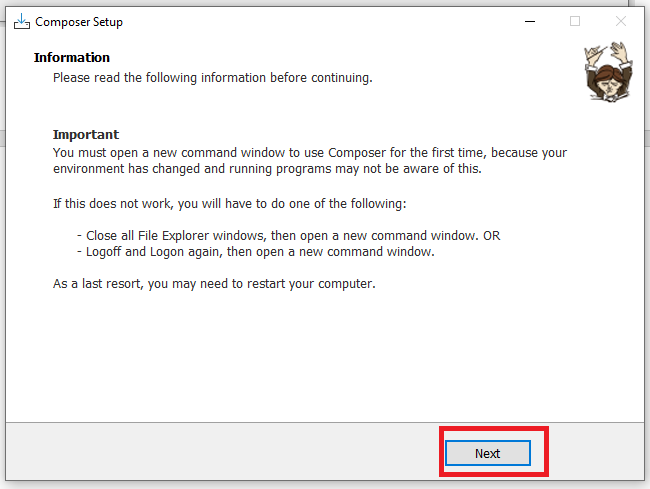 Composer Setup
Information
Please read the following information before continuing.
Important
You must open a new command window to use Composer for the first time, because your
environment has changed and running programs may not be aware of this.
If this does not work, you will have to do one of the following:
- Close all File Explorer windows, then open a new command window. OR
- Logoff and Logon again, then open a new command window.
As a last resort, you may need to restart your computer.
Next